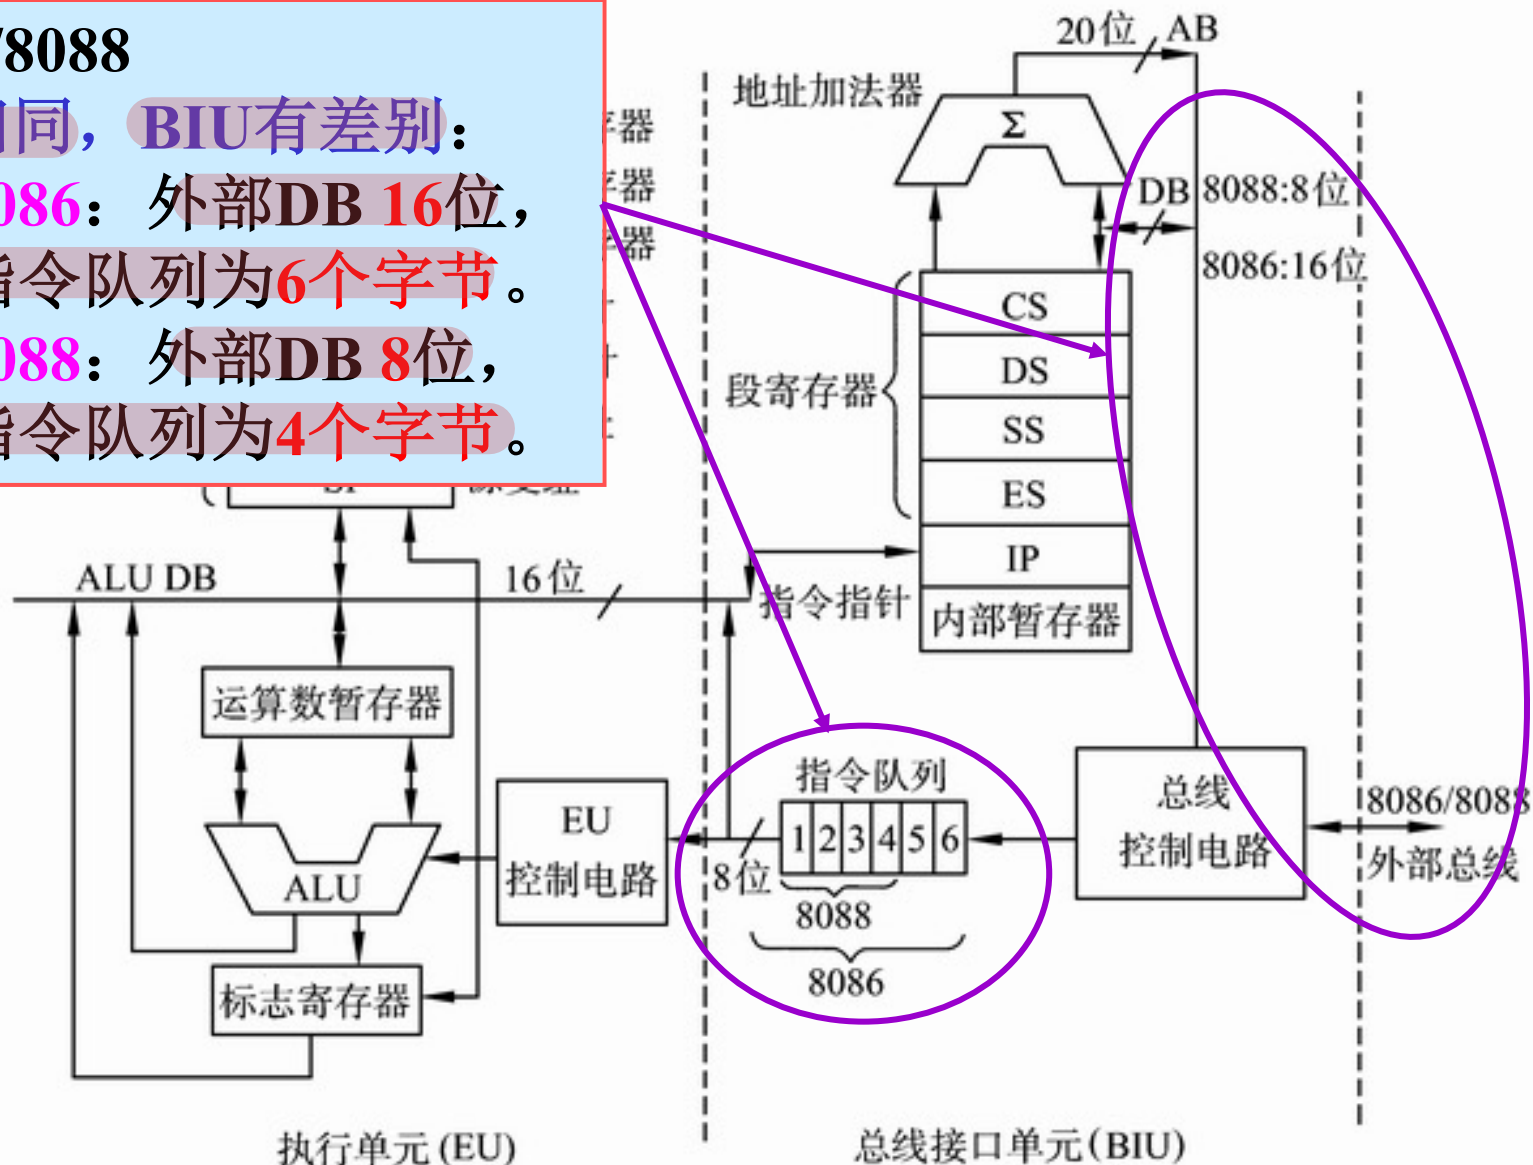 /8088
同，BIU有差别：
086：外部DB 16位，
指令队列为6个字节。
088：外部DB 8位，
指令队列为4个字节。
存器
存器
存器
20位 AB
地址加法器
Σ
DB
8088:8位
8086:16位
段寄存器
CS
DS
SS
ES
IP
内部暂存器
指令指针
ALU DB
16位
运算数暂存器
ALU
标志寄存器
EU
控制电路
8位
指令队列
1 2 3 4 5 6
8088
8086
总线
控制电路
8086/8088
外部总线
执行单元(EU)
总线接口单元(BIU)